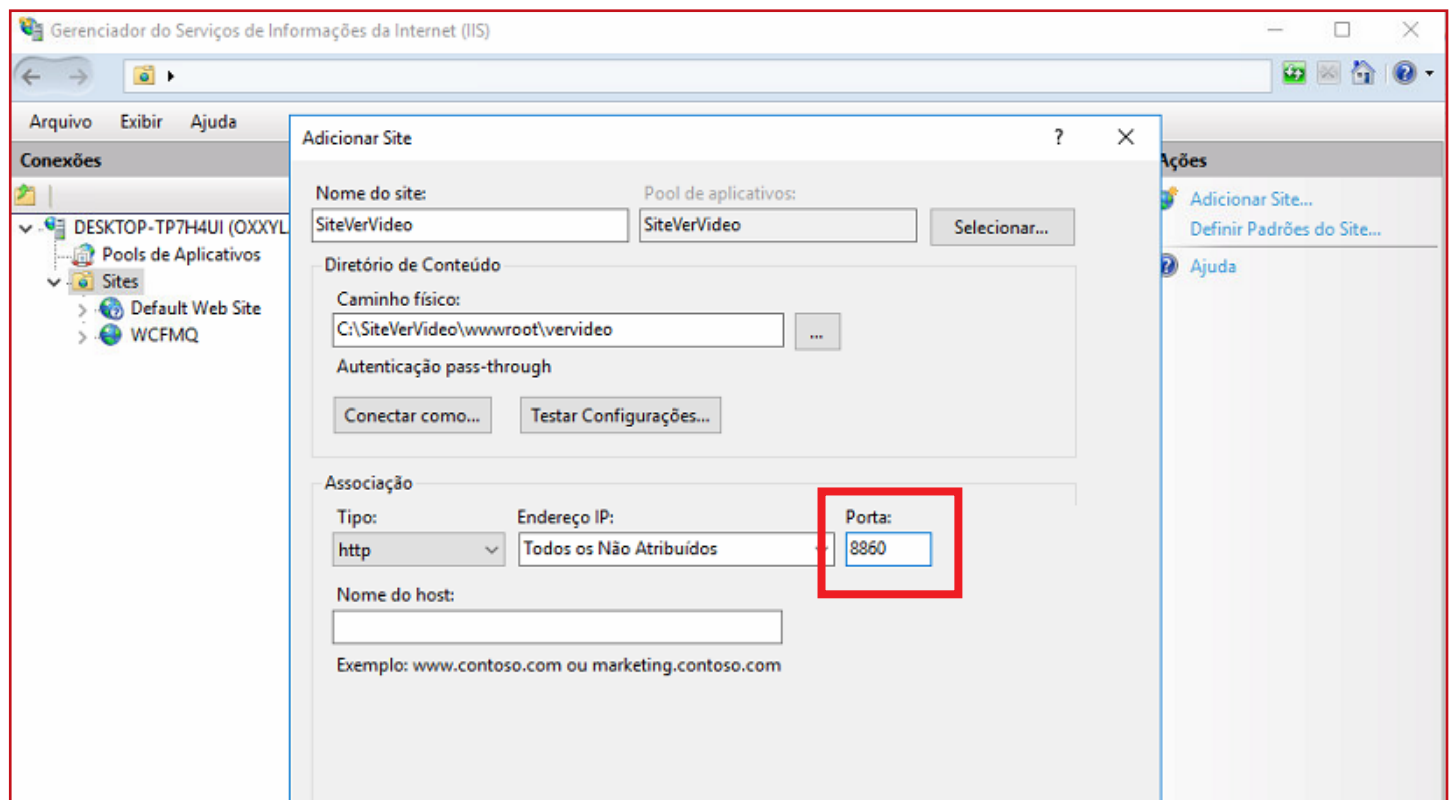 Gerenciador do Serviços de Informações da Internet (IIS)
Arquivo Exibir Ajuda
Conexões
DESKTOP-TP7H4UI (OXXYL
Pools de Aplicativos
Sites
Default Web Site
WCFMQ
Adicionar Site
?
Nome do site:
Pool de aplicativos:
SiteVerVideo
SiteVerVideo
Selecionar...
Diretório de Conteúdo
Caminho físico:
C:\SiteVerVideo\wwwroot\vervideo
...
Autenticação pass-through
Conectar como...
Testar Configurações...
Associação
Tipo:
Endereço IP:
Porta:
http
Todos os Não Atribuídos
8860
Nome do host:
Exemplo: www.contoso.com ou marketing.contoso.com
Ações
Adicionar Site...
Definir Padrões do Site...
Ajuda